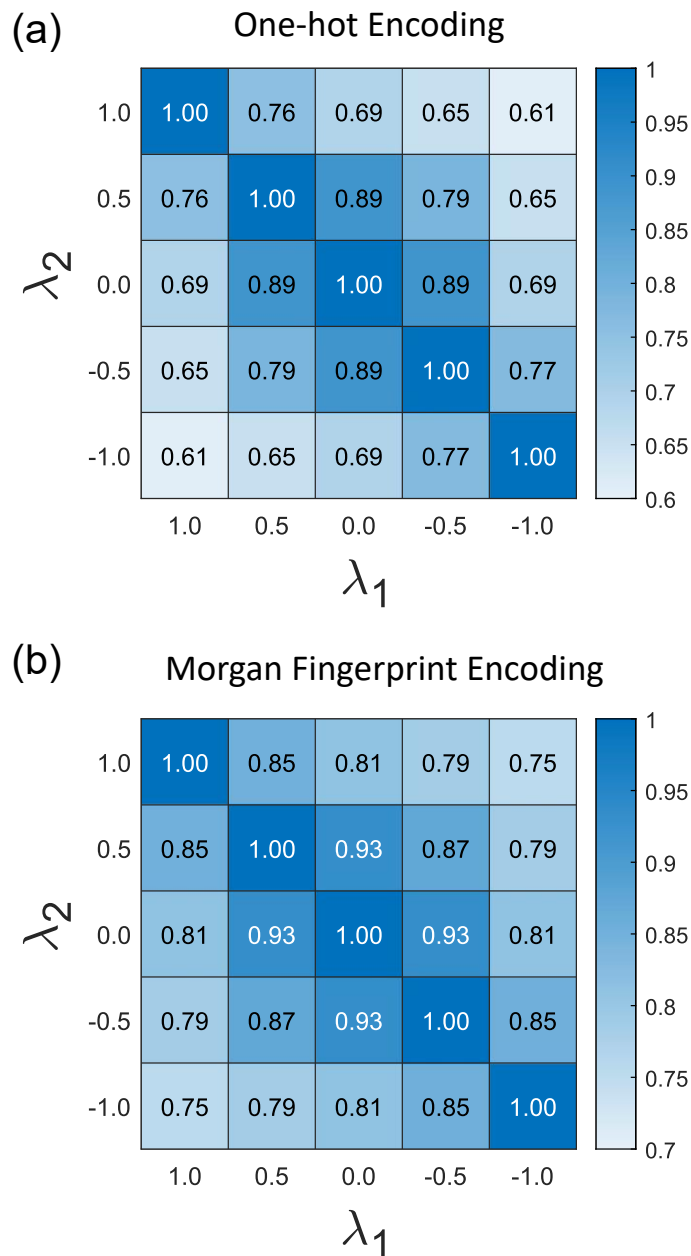 (a) One-hot Encoding
1.0 1.00 0.76 0.69 0.65 0.61
0.5 0.76 1.00 0.89 0.79 0.65
0.0 0.69 0.89 1.00 0.89 0.69
-0.5 0.65 0.79 0.89 1.00 0.77
-1.0 0.61 0.65 0.69 0.77 1.00
1.0 0.5 0.0 -0.5 -1.0
λ2
λ1
1
0.95
0.9
0.85
0.8
0.75
0.7
0.65
0.6
(b) Morgan Fingerprint Encoding
1.0 1.00 0.85 0.81 0.79 0.75
0.5 0.85 1.00 0.93 0.87 0.79
0.0 0.81 0.93 1.00 0.93 0.81
-0.5 0.79 0.87 0.93 1.00 0.85
-1.0 0.75 0.79 0.81 0.85 1.00
1.0 0.5 0.0 -0.5 -1.0
λ2
λ1
1
0.95
0.9
0.85
0.8
0.75
0.7